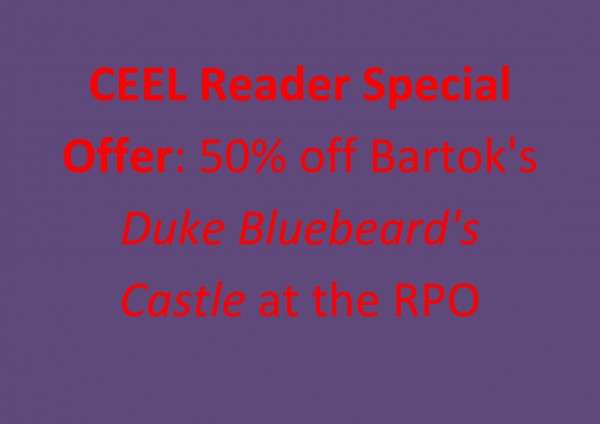 CEEL Reader Special
Offer: 50% off Bartok's
Duke Bluebeard's
Castle at the RPO